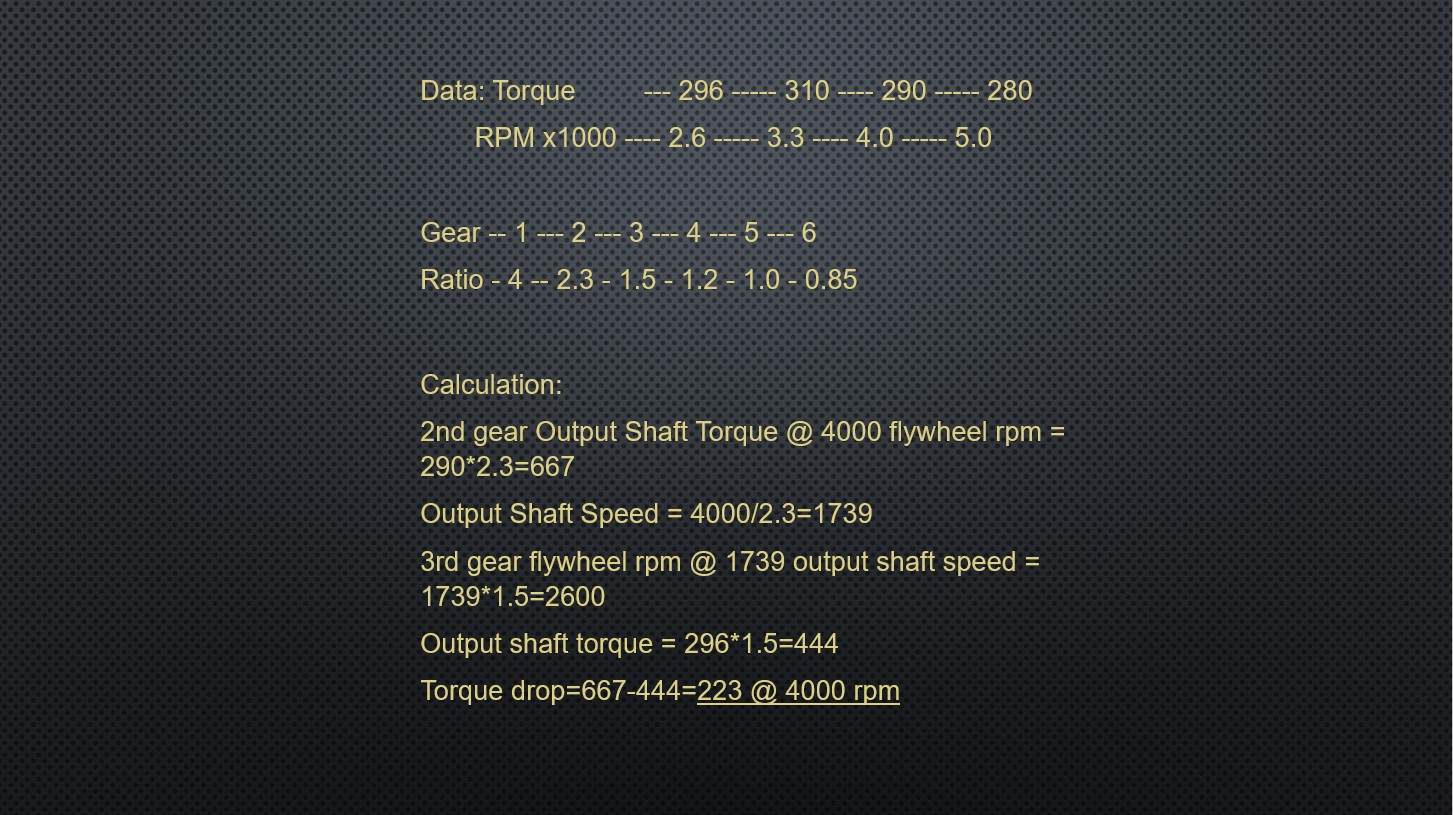 Data: Torque --- 296 ----- 310 ---- 290 ----- 280
RPM x1000 ---- 2.6 ----- 3.3 ---- 4.0 ----- 5.0
Gear -- 1 --- 2 --- 3 --- 4 --- 5 --- 6
Ratio - 4 -- 2.3 - 1.5 - 1.2 - 1.0 - 0.85
Calculation:
2nd gear Output Shaft Torque @ 4000 flywheel rpm =
290*2.3=667
Output Shaft Speed = 4000/2.3=1739
3rd gear flywheel rpm @ 1739 output shaft speed =
1739*1.5=2600
Output shaft torque = 296*1.5=444
Torque drop=667-444=223 @ 4000 rpm